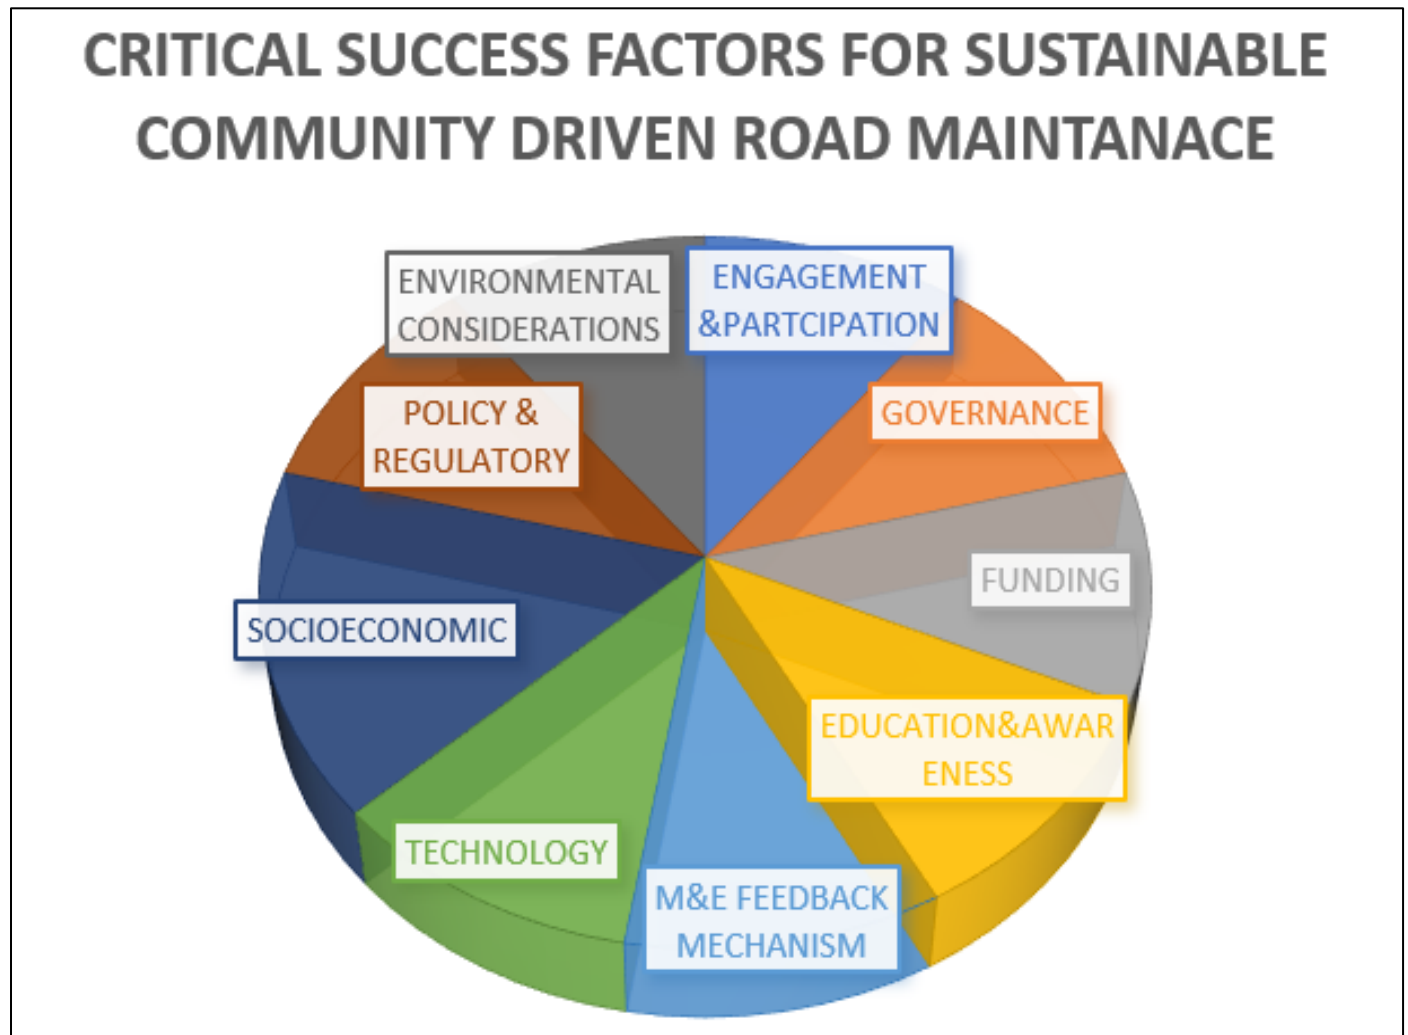 CRITICAL SUCCESS FACTORS FOR SUSTAINABLE
COMMUNITY DRIVEN ROAD MAINTANACE
ENVIRONMENTAL
CONSIDERATIONS
ENGAGEMENT
&PARTCIPATION
POLICY &
REGULATORY
GOVERNANCE
FUNDING
SOCIOECONOMIC
EDUCATION&AWAR
ENESS
TECHNOLOGY
M&E FEEDBACK
MECHANISM